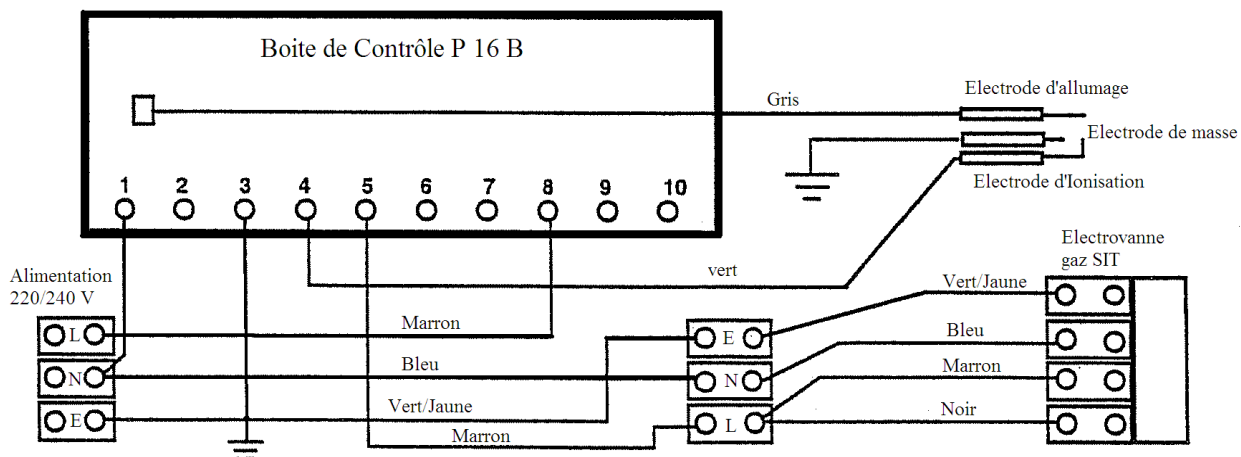 Boite de Contrôle P 16 B
Gris
Electrode d'allumage
Electrode de masse
Electrode d'Ionisation
1 2 3 4 5 6 7 8 9 10
Electrovanne
gaz SIT
Alimentation
220/240 V
vert
Vert/Jaune
L
Marron
E
Bleu
N
Bleu
N
Marron
E
Vert/Jaune
L
Noir
Marron